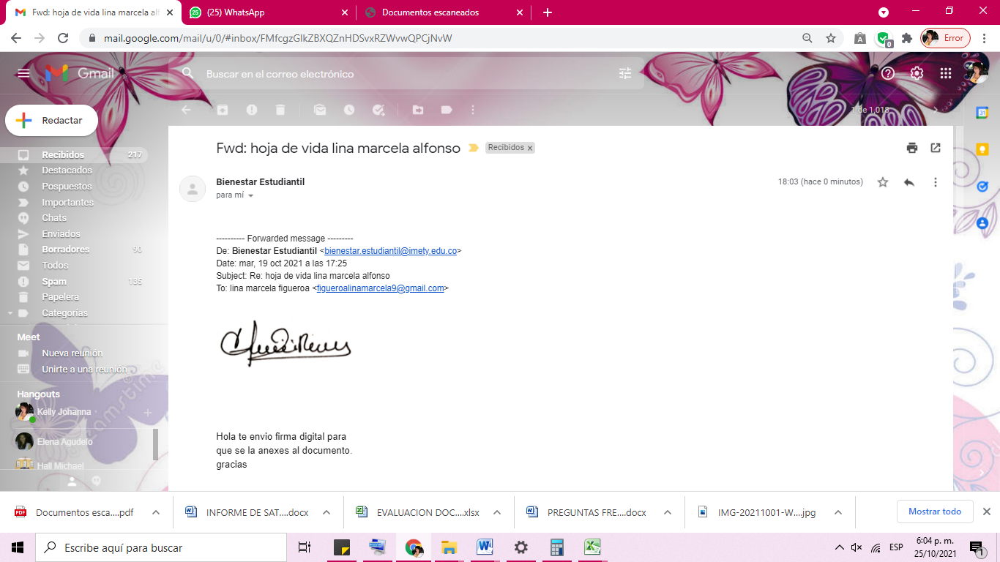 Fwd: hoja de vida lina marcela alf
(25) WhatsApp
Documentos escaneados
mail.google.com/mail/u/0/#inbox/FMfcgzGlkZBXQZnHDSvxRZWvwQPCjNvW
Error
Gmail
Buscar en el correo electrónico
Redactar
1 de 1,018
Recibidos 217
Destacados
Pospuestos
Importantes
Chats
Enviados
Borradores 90
Todos
Spam 135
Papelera
Categorías
Meet
Nueva reunión
Unirte a una reunión
Hangouts
Kelly Johanna
Elena Agudelo
Hall Michael
Fwd: hoja de vida lina marcela alfonso
Recibidos x
Bienestar Estudiantil
18:03 (hace 0 minutos)
para mí
---------- Forwarded message ---------
De: Bienestar Estudiantil <bienestar.estudiantil@imety.edu.co>
Date: mar, 19 oct 2021 a las 17:25
Subject: Re: hoja de vida lina marcela alfonso
To: lina marcela figueroa <figueroalinamarcela9@gmail.com>
Hola te envio firma digital para
que se la anexes al documento.
gracias
Documentos esca....pdf
INFORME DE SAT....docx
EVALUACION DOC....xlsx
PREGUNTAS FRE....docx
IMG-20211001-W....jpg
Mostrar todo
Escribe aquí para buscar
ESP
6:04 p. m.
25/10/2021
1